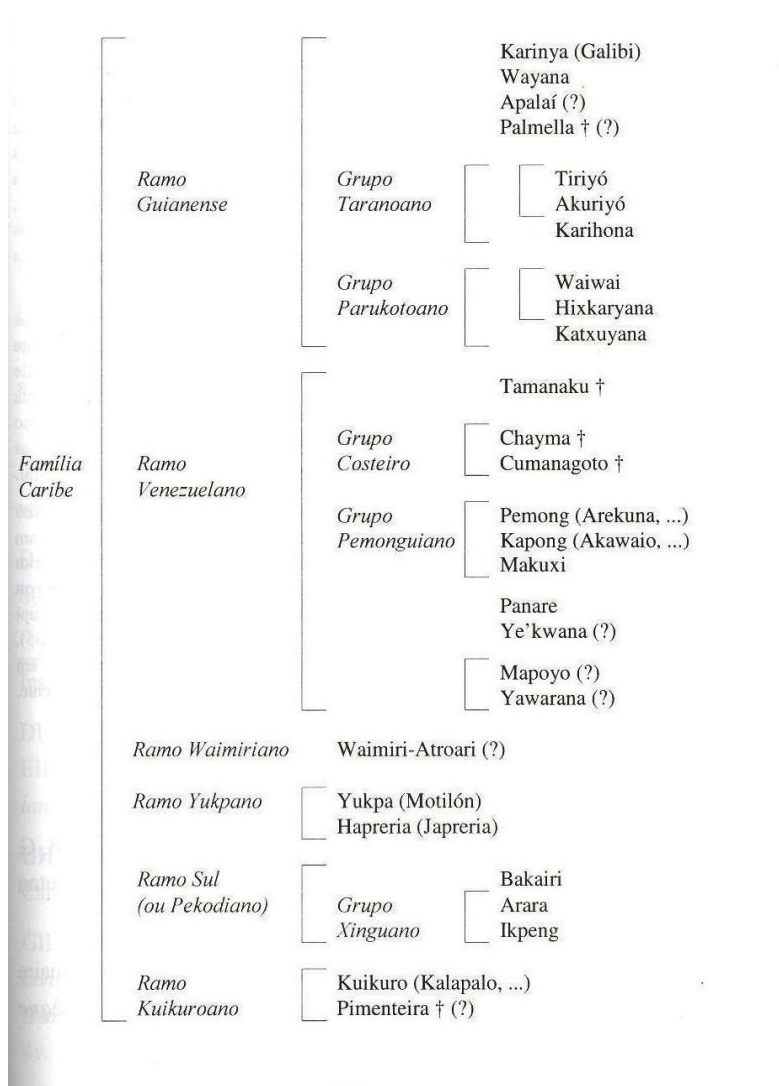 Karinya (Galibi)
Wayana
Apalaí (?)
Palmella † (?)
Ramo
Guianense
Grupo
Taranoano
Tiriyó
Akuriyó
Karihona
Grupo
Parukotoano
Waiwai
Hixkaryana
Katxuyana
Família
Caribe
Ramo
Venezuelano
Tamanaku †
Grupo
Costeiro
Chayma †
Cumanagoto †
Grupo
Pemonguiano
Pemong (Arekuna, ...)
Kapong (Akawaio, ...)
Makuxi
Panare
Ye’kwana (?)
Mapoyo (?)
Yawarana (?)
Ramo Waimiriano
Waimiri-Atroari (?)
Ramo Yukpano
Yukpa (Motilón)
Hapreria (Japreria)
Ramo Sul
(ou Pekodiano)
Bakairi
Grupo
Xinguano
Arara
Ikpeng
Ramo
Kuikuroano
Kuikuro (Kalapalo, ...)
Pimenteira † (?)